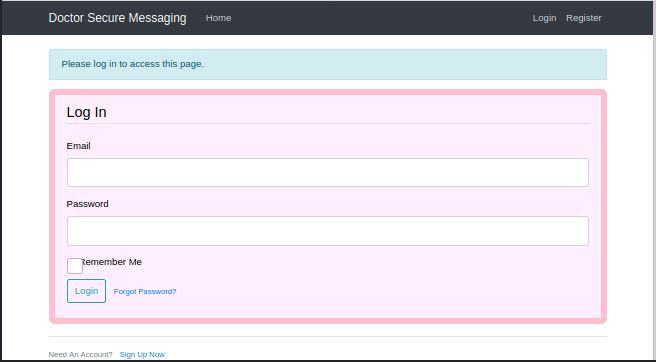 Doctor Secure Messaging Home Login Register
Please log in to access this page.
Log In
Email
Password
Remember Me
Login Forgot Password?
Need An Account? Sign Up Now